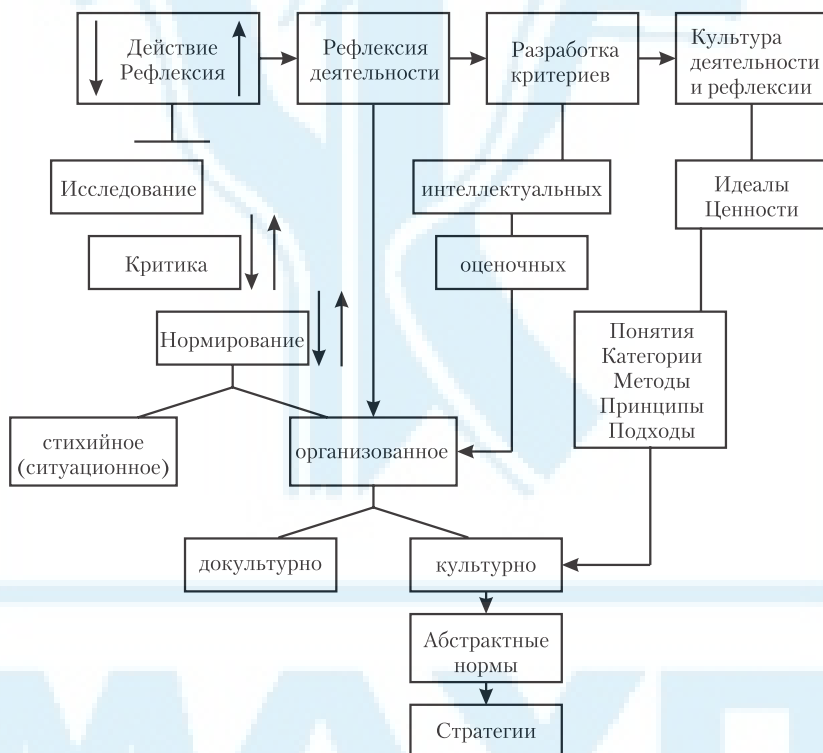 Действие
Рефлексия
Рефлексия
деятельности
Разработка
критериев
Культура
деятельности
и рефлексии
Исследование
интеллектуальных
Идеалы
Ценности
Критика
оценочных
Нормирование
Понятия
Категории
Методы
Принципы
Подходы
стихийное
(ситуационное)
организованное
докультурно
культурно
Абстрактные
нормы
Стратегии
МАУП